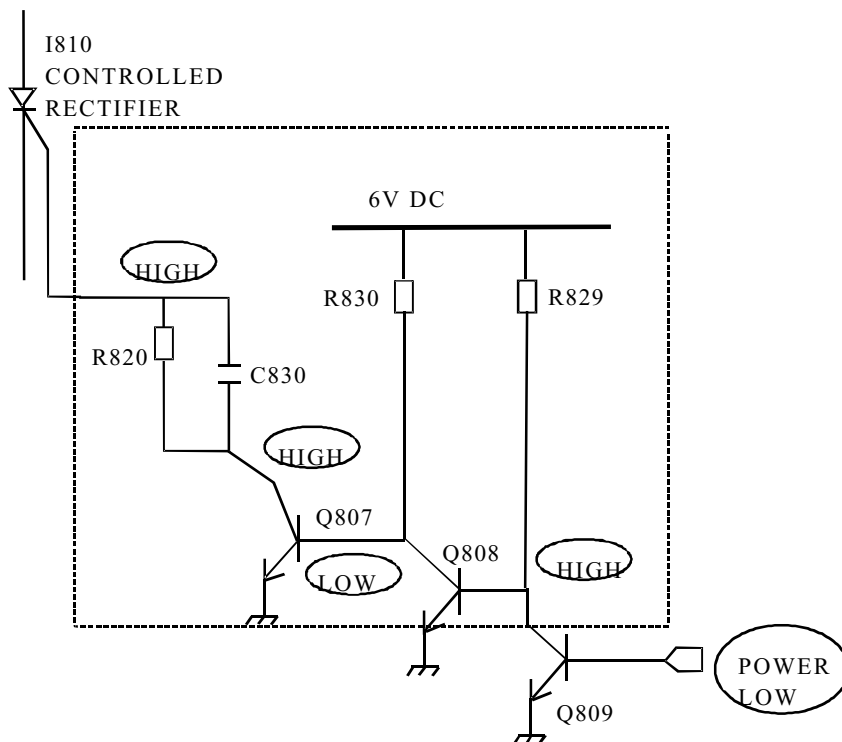 I810
CONTROLLED
RECTIFIER
6V DC
HIGH
R830
R829
R820
C830
HIGH
Q807
Q808
LOW
HIGH
POWER
LOW
Q809